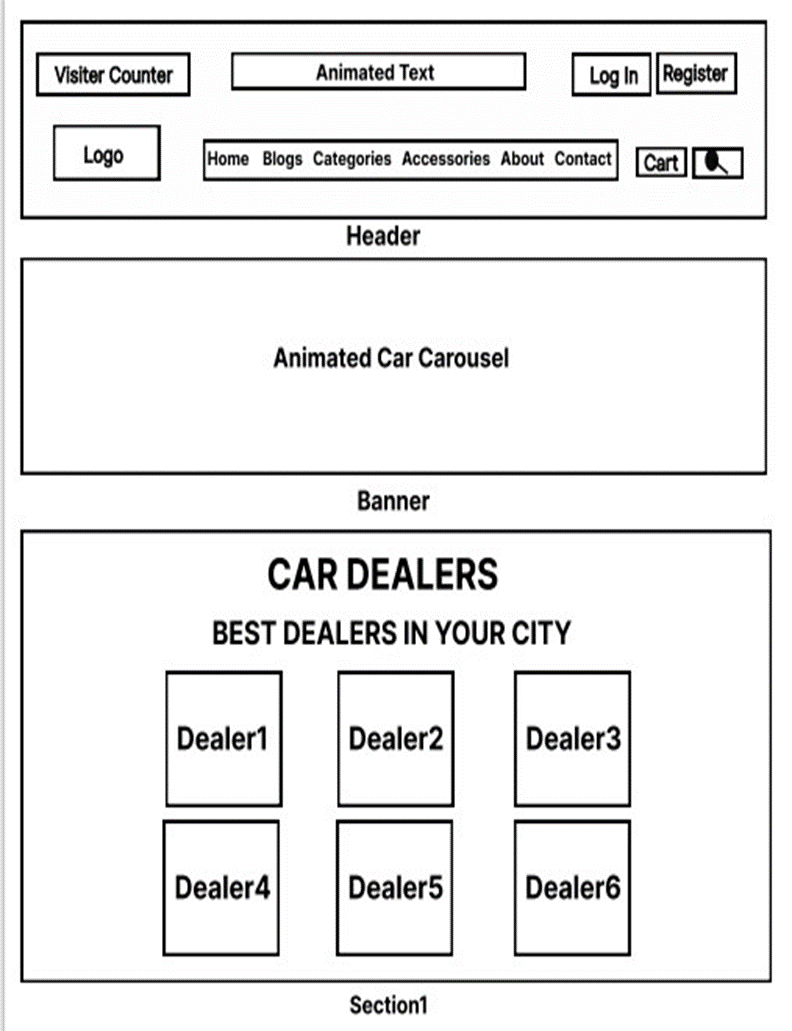 Visiter Counter
Animated Text
Log In
Register
Logo
Home Blogs Categories Accessories About Contact
Cart
Header
Animated Car Carousel
Banner
CAR DEALERS
BEST DEALERS IN YOUR CITY
Dealer1
Dealer2
Dealer3
Dealer4
Dealer5
Dealer6
Section1